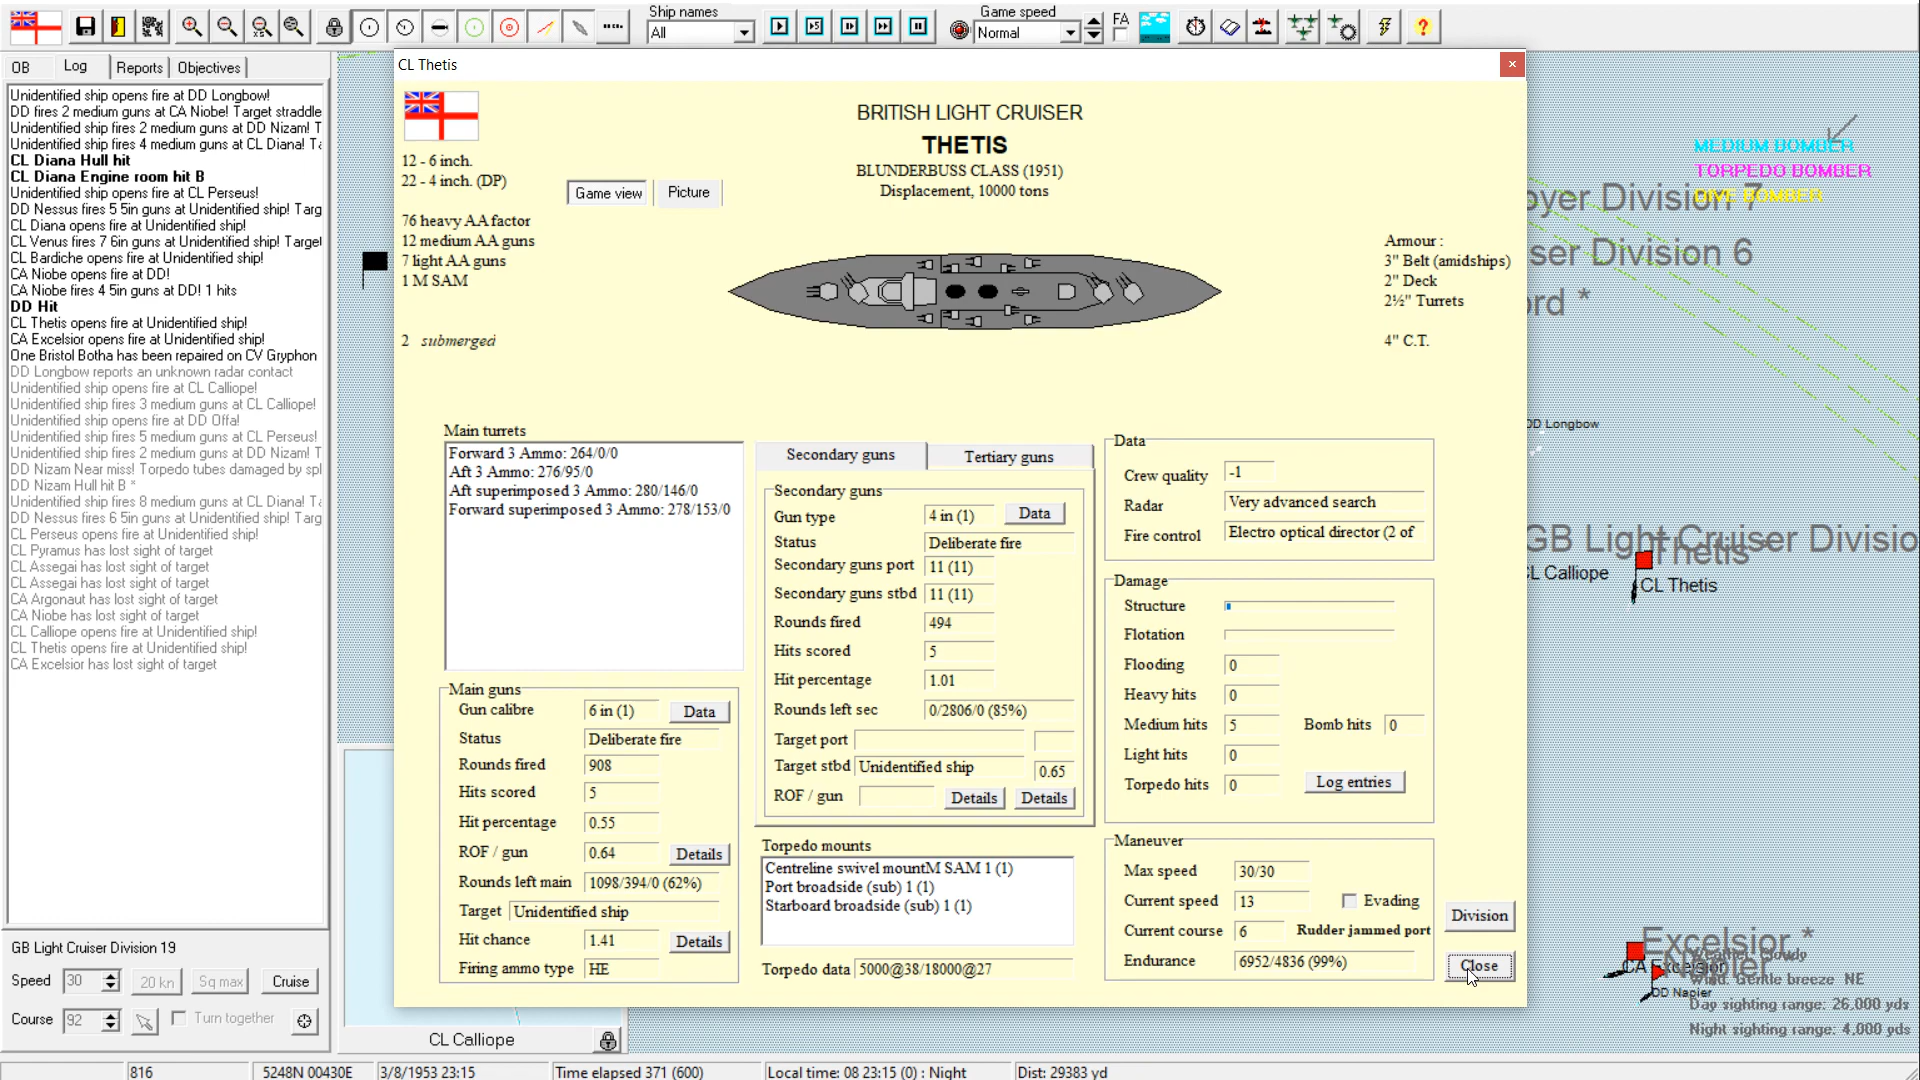 Ship names
All
Game speed
Normal
FA
OB
Log
Reports
Objectives
Unidentified ship opens fire at DD Longbow!
DD fires 2 medium guns at CA Niobe! Target straddle
Unidentified ship fires 2 medium guns at DD Nizam! T
Unidentified ship fires 4 medium guns at CL Diana! Ta
CL Diana Hull hit
CL Diana Engine room hit B
Unidentified ship opens fire at CL Perseus!
DD Nessus fires 5 5in guns at Unidentified ship! Targ
CL Diana opens fire at Unidentified ship!
CL Venus fires 7 6in guns at Unidentified ship! Target
CL Bardiche opens fire at Unidentified ship!
CA Niobe opens fire at DD!
CA Niobe fires 4 5in guns at DD! 1 hits
DD Hit
CL Thetis opens fire at Unidentified ship!
CA Excelsior opens fire at Unidentified ship!
One Bristol Botha has been repaired on CV Gryphon
DD Longbow reports an unknown radar contact
Unidentified ship opens fire at CL Calliope!
Unidentified ship fires 3 medium guns at CL Calliope!
Unidentified ship opens fire at DD Offa!
Unidentified ship fires 5 medium guns at CL Perseus!
Unidentified ship fires 2 medium guns at DD Nizam! T
DD Nizam Near miss! Torpedo tubes damaged by spl
DD Nizam Hull hit B *
Unidentified ship fires 8 medium guns at CL Diana! Ta
DD Nessus fires 6 5in guns at Unidentified ship! Targ
CL Perseus opens fire at Unidentified ship!
CL Pyramus has lost sight of target
CL Assegai has lost sight of target
CL Assegai has lost sight of target
CA Argonaut has lost sight of target
CA Niobe has lost sight of target
CL Calliope opens fire at Unidentified ship!
CL Thetis opens fire at Unidentified ship!
CA Excelsior has lost sight of target
GB Light Cruiser Division 19
Speed 30 20 kn Sq max Cruise
Course 92 Turn together
CL Thetis
BRITISH LIGHT CRUISER
THETIS
BLUNDERBUSS CLASS (1951)
Displacement, 10000 tons
12 - 6 inch.
22 - 4 inch. (DP)
Game view
Picture
76 heavy AA factor
12 medium AA guns
7 light AA guns
1 M SAM
2 submerged
Armour :
3" Belt (amidships)
2" Deck
2½" Turrets
4" C.T.
Main turrets
Forward 3 Ammo: 264/0/0
Aft 3 Ammo: 276/95/0
Aft superimposed 3 Ammo: 280/146/0
Forward superimposed 3 Ammo: 278/153/0
Main guns
Gun calibre 6 in (1) Data
Status Deliberate fire
Rounds fired 908
Hits scored 5
Hit percentage 0.55
ROF / gun 0.64 Details
Rounds left main 1098/394/0 (62%)
Target Unidentified ship
Hit chance 1.41 Details
Firing ammo type HE
Secondary guns
Tertiary guns
Secondary guns
Gun type 4 in (1) Data
Status Deliberate fire
Secondary guns port 11 (11)
Secondary guns stbd 11 (11)
Rounds fired 494
Hits scored 5
Hit percentage 1.01
Rounds left sec 0/2806/0 (85%)
Target port
Target stbd Unidentified ship 0.65
ROF / gun Details Details
Torpedo mounts
Centreline swivel mountM SAM 1 (1)
Port broadside (sub) 1 (1)
Starboard broadside (sub) 1 (1)
Torpedo data 5000@38/18000@27
Data
Crew quality -1
Radar Very advanced search
Fire control Electro optical director (2 of
Damage
Structure
Flotation
Flooding 0
Heavy hits 0
Medium hits 5 Bomb hits 0
Light hits 0
Torpedo hits 0 Log entries
Maneuver
Max speed 30/30
Current speed 13 Evading
Current course 6 Rudder jammed port
Endurance 6952/4836 (99%)
Division
Close
MEDIUM BOMBER
TORPEDO BOMBER
DIVE BOMBER
oyer Division 7
ser Division 6
ord *
DD Longbow
GB Light Cruiser Divisio
Thetis *
CL Calliope
CL Thetis
Excelsior *
CA Excelsior
Napier
DD Napier
Weather: Cloudy
Wind: Gentle breeze NE
Day sighting range: 26,000 yds
Night sighting range: 4,000 yds
CL Calliope
816
5248N 00430E
3/8/1953 23:15
Time elapsed 371 (600)
Local time: 08 23:15 (0) : Night
Dist: 29383 yd